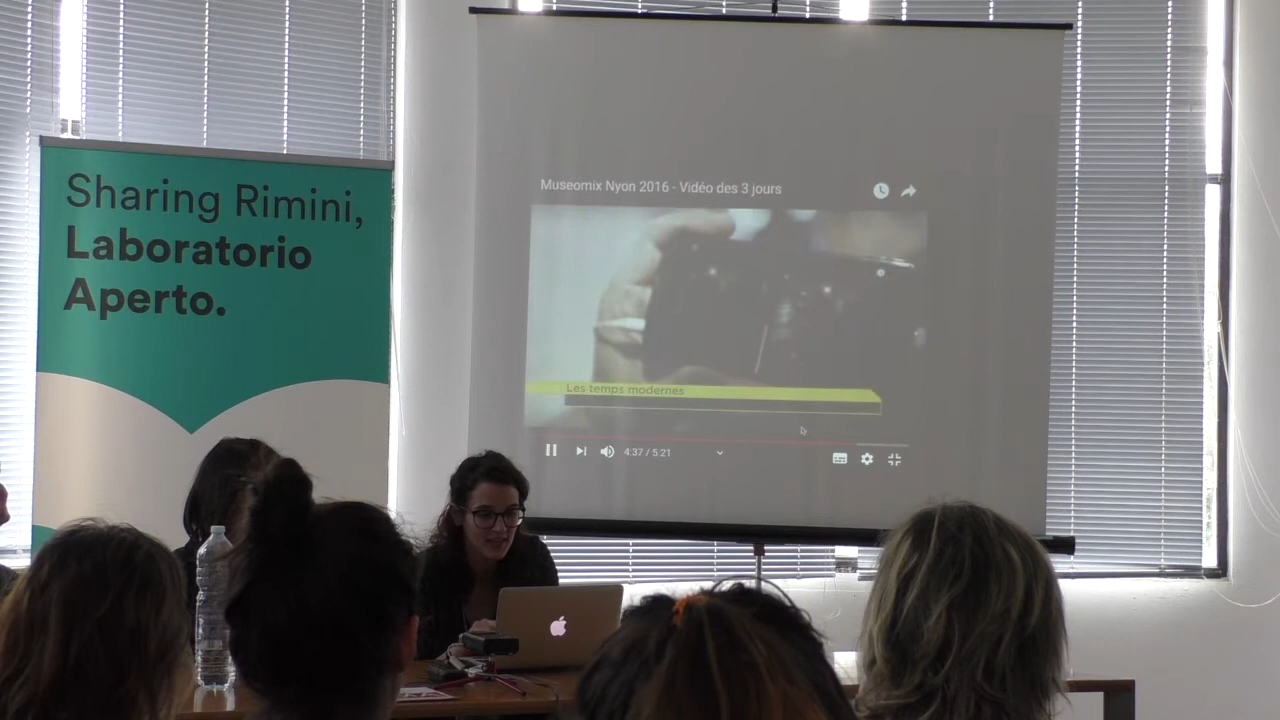 Sharing Rimini,
Laboratorio
Aperto.
Museomix Nyon 2016 - Vidéo des 3 jours
Les temps modernes
4:37 / 5:21